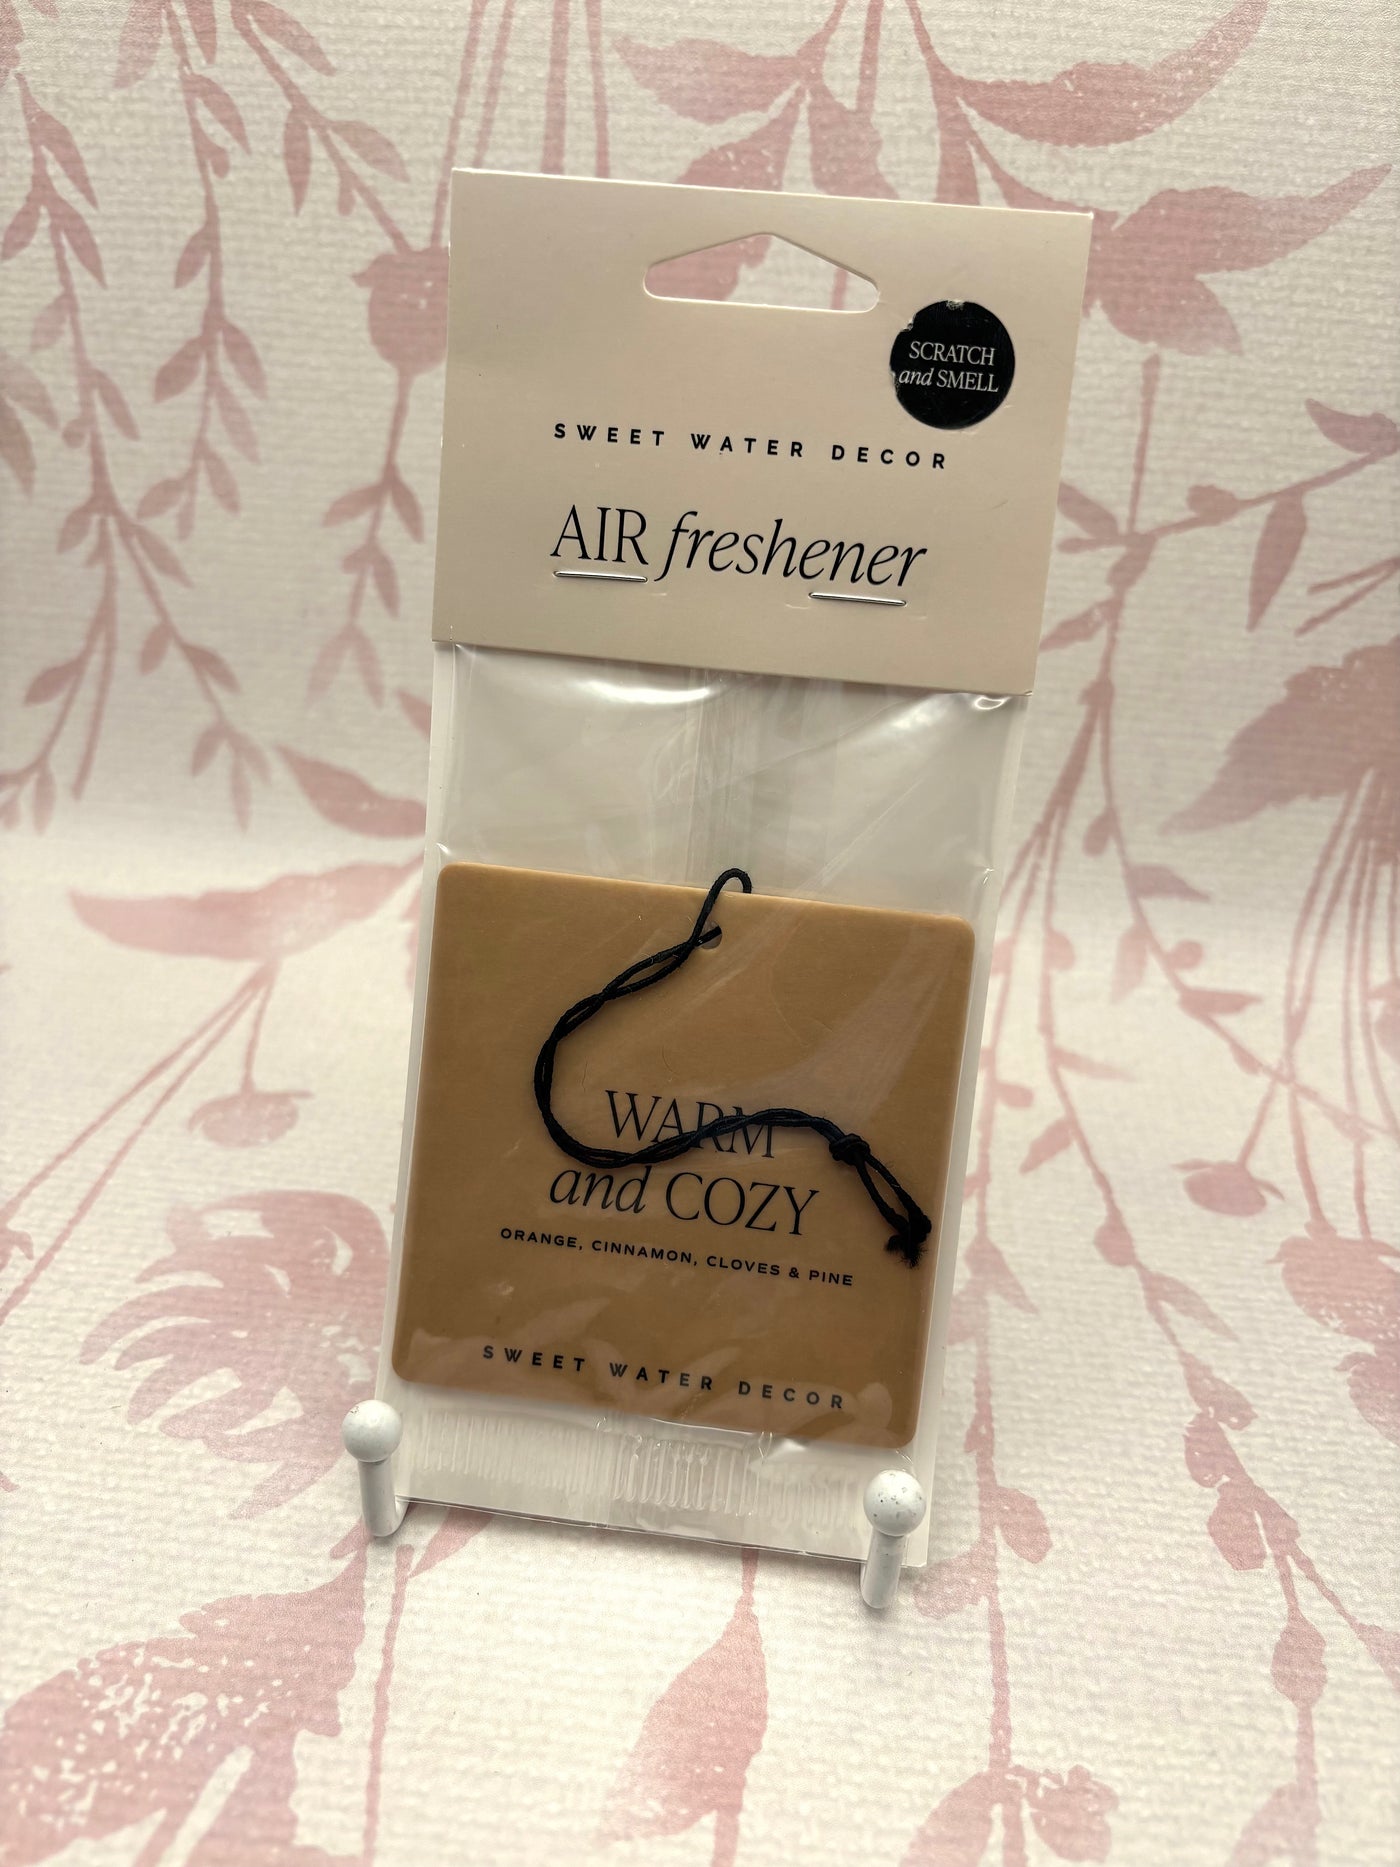 SCRATCH
and SMELL
SWEET WATER DECOR
AIR freshener
WARM
and COZY
ORANGE, CINNAMON, CLOVES & PINE
SWEET WATER DECOR